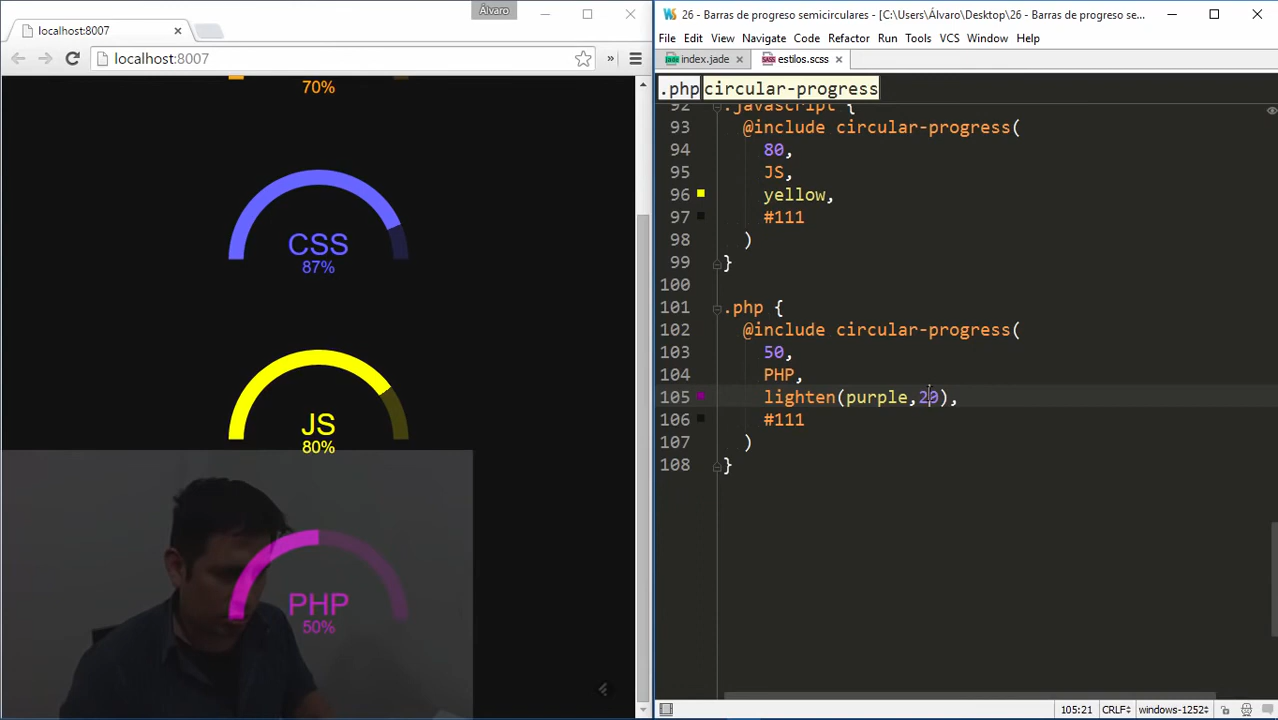 Álvaro
localhost:8007
localhost:8007
»
70%
CSS
87%
JS
80%
PHP
50%
26 - Barras de progreso semicirculares - [C:\Users\Álvaro\Desktop\26 - Barras de progreso se...
File Edit View Navigate Code Refactor Run Tools VCS Window Help
index.jade
estilos.scss
.php circular-progress
92 .javascript {
93 @include circular-progress(
94 80,
95 JS,
96 yellow,
97 #111
98 )
99 }
100
101 .php {
102 @include circular-progress(
103 50,
104 PHP,
105 lighten(purple,20),
106 #111
107 )
108 }
10:521 CRLF windows-1252